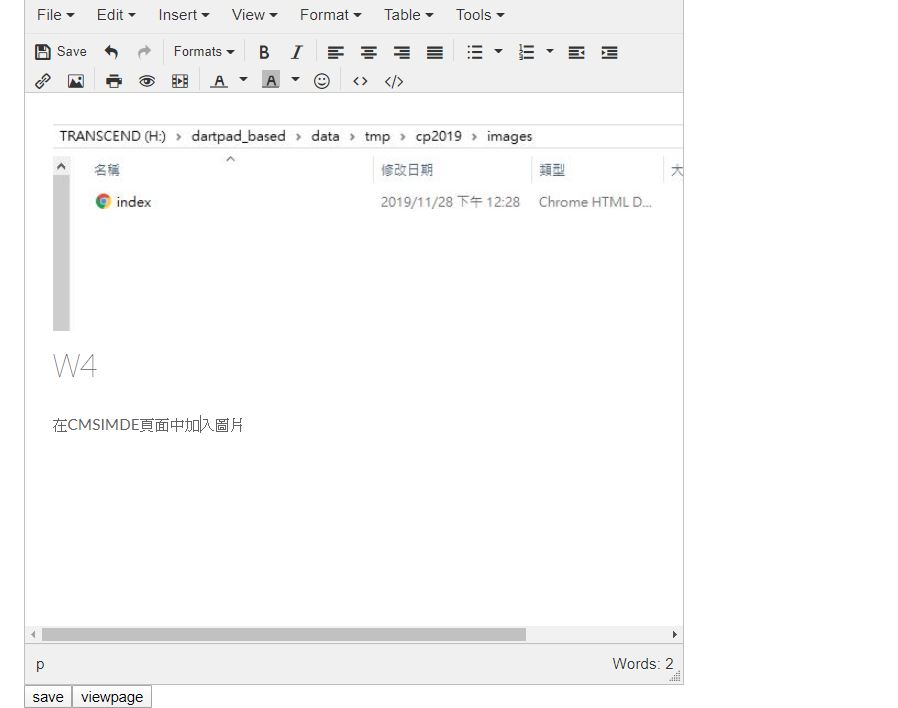 File Edit Insert View Format Table Tools
Save Formats B I
A A
TRANSCEND (H:) › dartpad_based › data › tmp › cp2019 › images
名稱 修改日期 類型 大
index 2019/11/28 下午 12:28 Chrome HTML D...
W4
在CMSIMDE頁面中加入圖片
p Words: 2
save viewpage